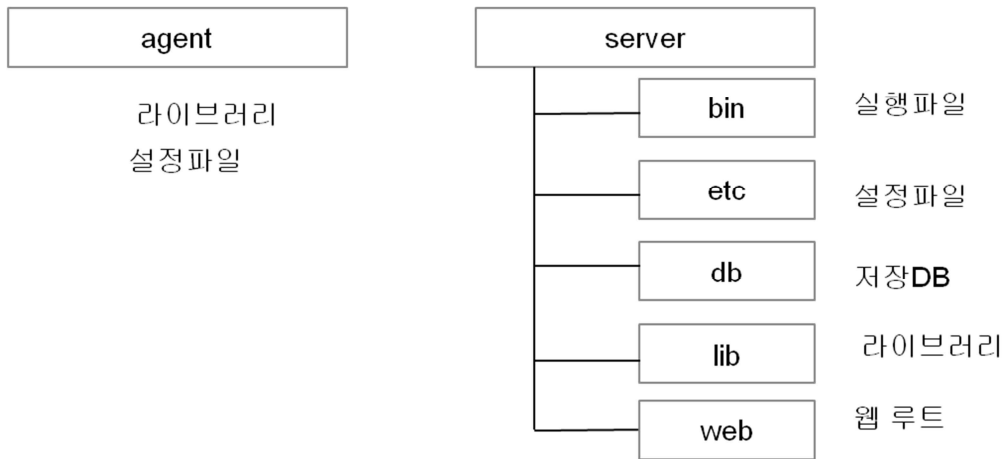 agent
라이브러리
설정파일
server
bin 실행파일
etc 설정파일
db 저장DB
lib 라이브러리
web 웹 루트